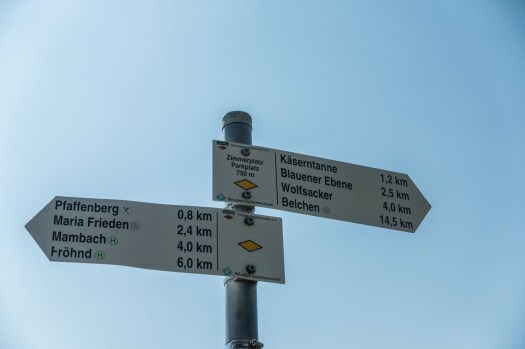 Zimmerplatz
Parkplatz
750 m
Käserntanne 1,2 km
Blauener Ebene 2,5 km
Wolfsacker 4,0 km
Belchen 14,5 km
Pfaffenberg 0,8 km
Maria Frieden 2,4 km
Mambach H 4,0 km
Fröhnd H 6,0 km